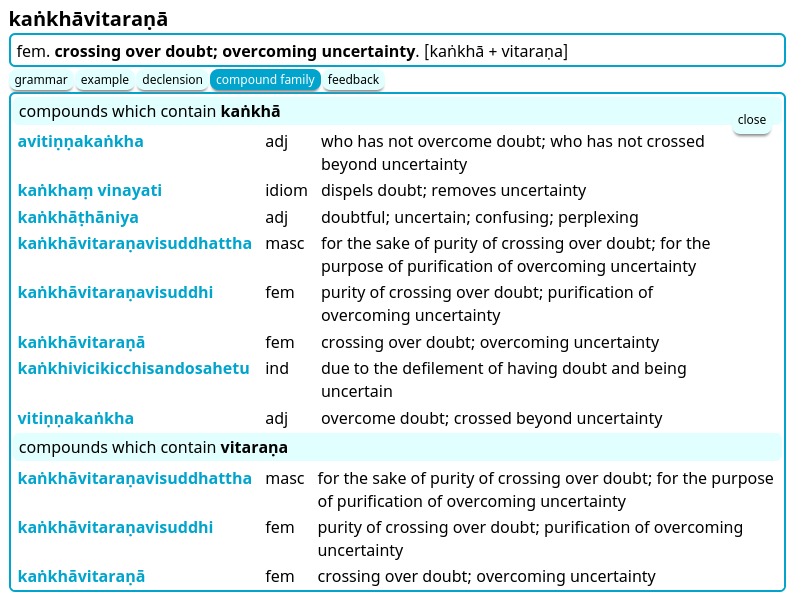 kaṅkhāvitaraṇā
fem. crossing over doubt; overcoming uncertainty. [kaṅkhā + vitaraṇa]
grammar example declension compound family feedback
compounds which contain kaṅkhā
close
avitiṇṇakaṅkha adj who has not overcome doubt; who has not crossed
beyond uncertainty
kaṅkhaṃ vinayati idiom dispels doubt; removes uncertainty
kaṅkhāṭhāniya adj doubtful; uncertain; confusing; perplexing
kaṅkhāvitaraṇavisuddhattha masc for the sake of purity of crossing over doubt; for the
purpose of purification of overcoming uncertainty
kaṅkhāvitaraṇavisuddhi fem purity of crossing over doubt; purification of
overcoming uncertainty
kaṅkhāvitaraṇā fem crossing over doubt; overcoming uncertainty
kaṅkhivicikicchisandosahetu ind due to the defilement of having doubt and being
uncertain
vitiṇṇakaṅkha adj overcome doubt; crossed beyond uncertainty
compounds which contain vitaraṇa
kaṅkhāvitaraṇavisuddhattha masc for the sake of purity of crossing over doubt; for the purpose
of purification of overcoming uncertainty
kaṅkhāvitaraṇavisuddhi fem purity of crossing over doubt; purification of overcoming
uncertainty
kaṅkhāvitaraṇā fem crossing over doubt; overcoming uncertainty